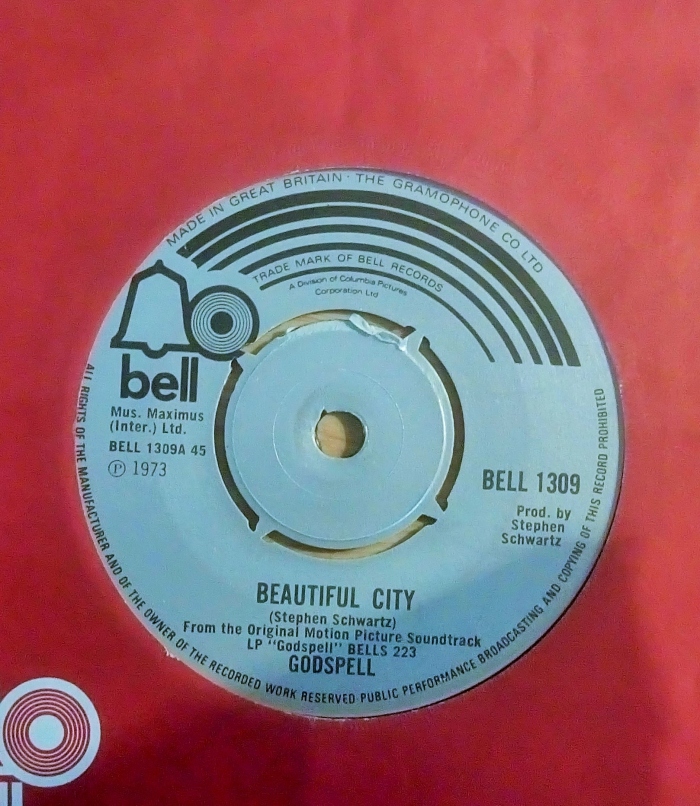 MADE IN GREAT BRITAIN · THE GRAMOPHONE CO LTD
TRADE MARK OF BELL RECORDS
A Division of Columbia Pictures
Corporation Ltd
bell
Mus. Maximus
(Inter.) Ltd.
BELL 1309A 45
℗ 1973
BELL 1309
Prod. by
Stephen
Schwartz
BEAUTIFUL CITY
(Stephen Schwartz)
From the Original Motion Picture Soundtrack
LP "Godspell" BELLS 223
GODSPELL
ALL RIGHTS OF THE MANUFACTURER AND OF THE OWNER OF THE RECORDED WORK RESERVED·PUBLIC PERFORMANCE BROADCASTING AND COPYING OF THIS RECORD PROHIBITED